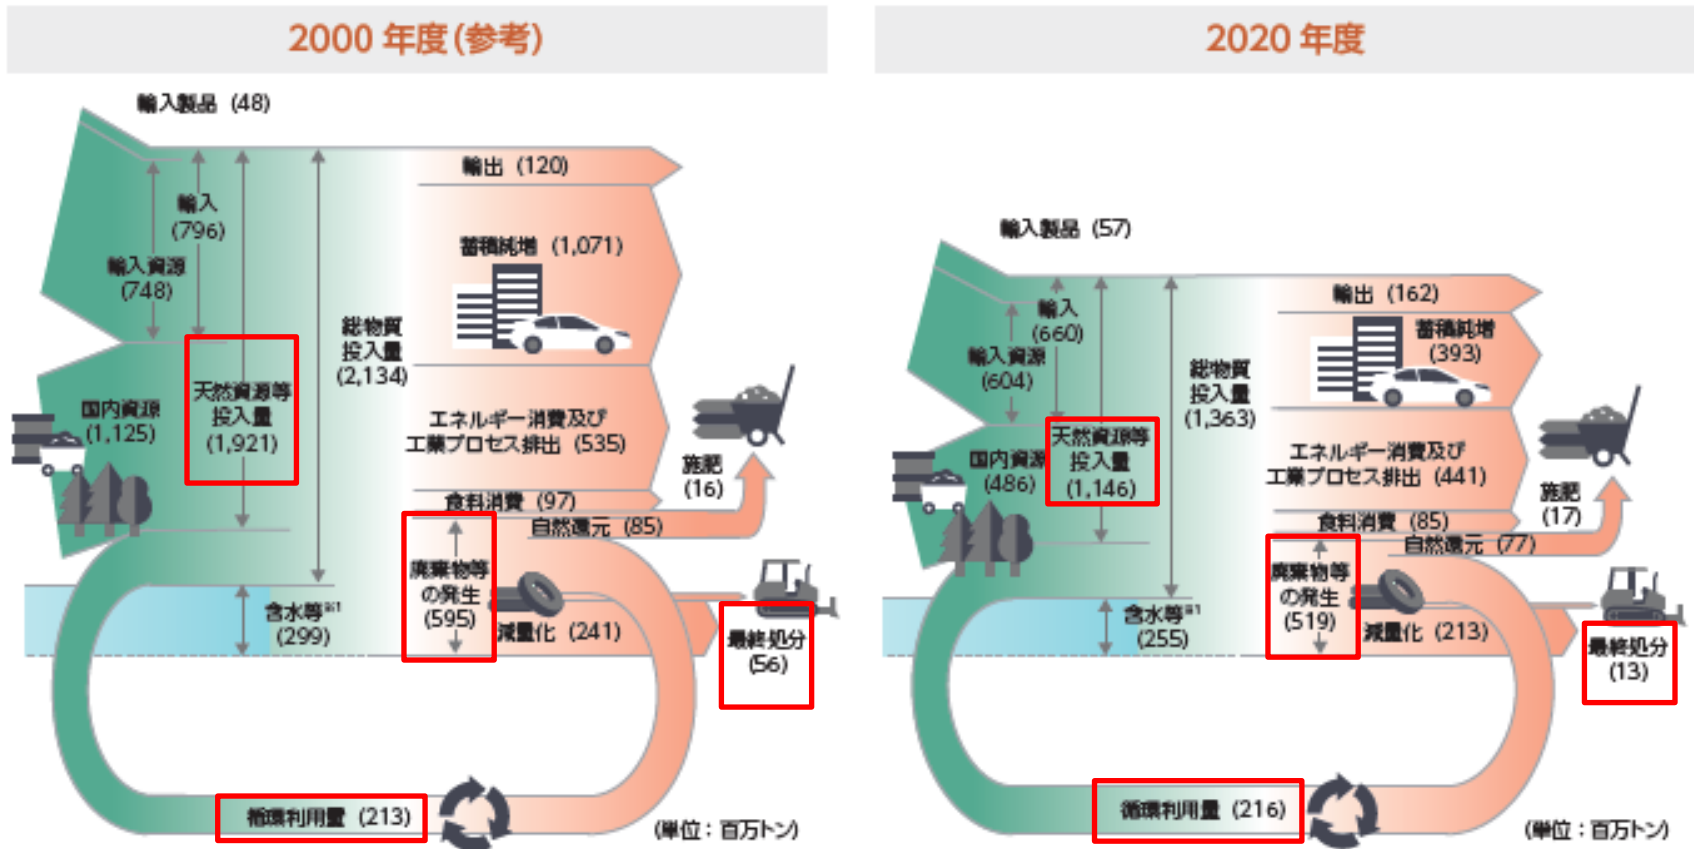 2000 年度(参考)
輸入製品 (48)
輸出 (120)
輸入
(796)
蓄積純増 (1,071)
輸入資源
(748)
総物質
投入量
(2,134)
天然資源等
投入量
(1,921)
国内資源
(1,125)
エネルギー消費及び
工業プロセス排出 (535)
施肥
(16)
食料消費 (97)
自然還元 (85)
廃棄物等
の発生
(595)
含水等※1
(299)
減量化 (241)
最終処分
(56)
循環利用量 (213)
(単位：百万トン)
2020 年度
輸入製品 (57)
輸出 (162)
輸入
(660)
蓄積純増
(393)
輸入資源
(604)
総物質
投入量
(1,363)
天然資源等
投入量
(1,146)
国内資源
(486)
エネルギー消費及び
工業プロセス排出 (441)
施肥
(17)
食料消費 (85)
自然還元 (77)
廃棄物等
の発生
(519)
含水等※1
(255)
減量化 (213)
最終処分
(13)
循環利用量 (216)
(単位：百万トン)